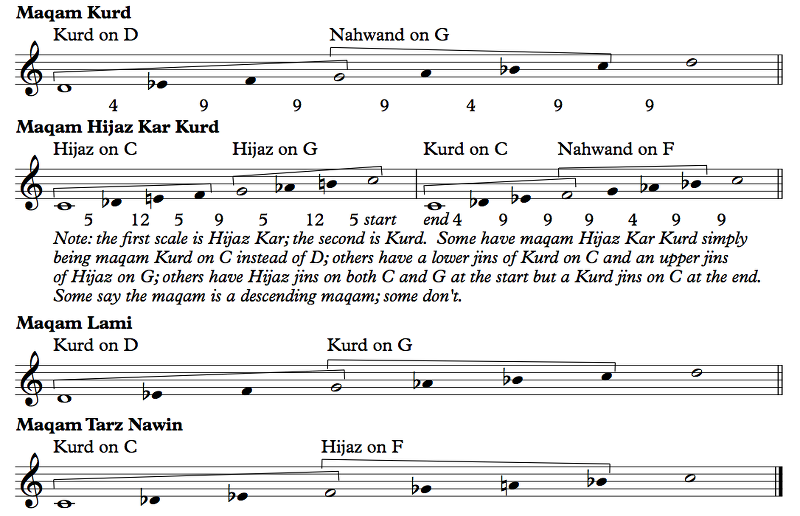 Maqam Kurd
Kurd on D Nahwand on G
4 9 9 9 4 9 9
Maqam Hijaz Kar Kurd
Hijaz on C Hijaz on G Kurd on C Nahwand on F
5 12 5 9 5 12 5 start end 4 9 9 9 4 9 9
Note: the first scale is Hijaz Kar; the second is Kurd. Some have maqam Hijaz Kar Kurd simply
being maqam Kurd on C instead of D; others have a lower jins of Kurd on C and an upper jins
of Hijaz on G; others have Hijaz jins on both C and G at the start but a Kurd jins on C at the end.
Some say the maqam is a descending maqam; some don't.
Maqam Lami
Kurd on D Kurd on G
Maqam Tarz Nawin
Kurd on C Hijaz on F